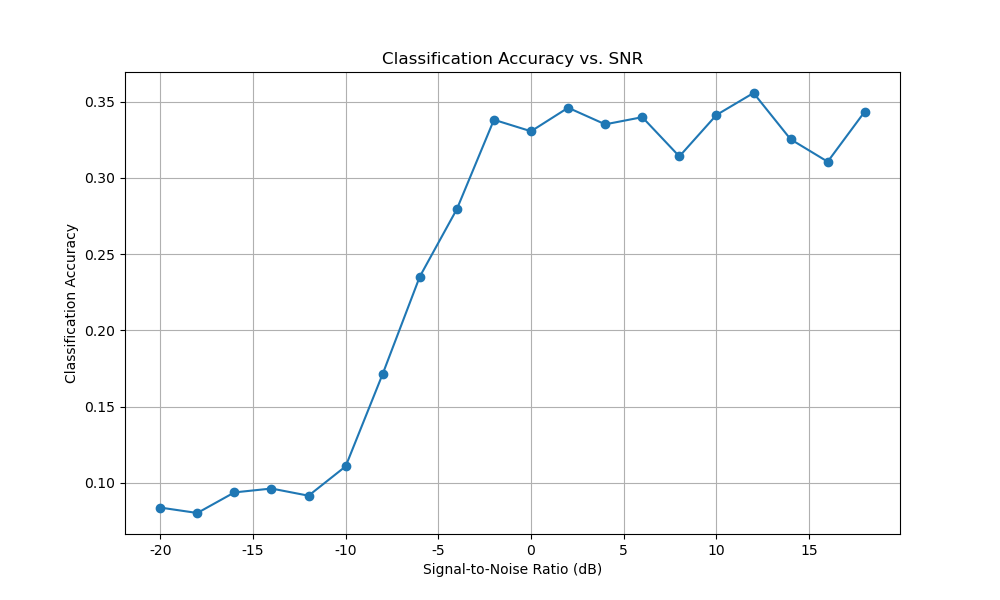 Classification Accuracy vs. SNR
Classification Accuracy
0.35
0.30
0.25
0.20
0.15
0.10
-20 -15 -10 -5 0 5 10 15
Signal-to-Noise Ratio (dB)